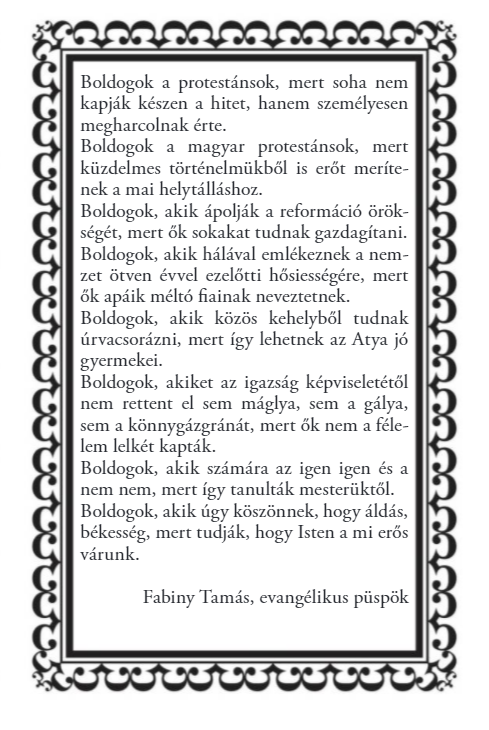 Boldogok a protestánsok, mert soha nem
kapják készen a hitet, hanem személyesen
megharcolnak érte.
Boldogok a magyar protestánsok, mert
küzdelmes történelmükből is erőt meríte-
nek a mai helytálláshoz.
Boldogok, akik ápolják a reformáció örök-
ségét, mert ők sokakat tudnak gazdagítani.
Boldogok, akik hálával emlékeznek a nem-
zet ötven évvel ezelőtti hősiességére, mert
ők apáik méltó fiainak neveztetnek.
Boldogok, akik közös kehelyből tudnak
úrvacsorázni, mert így lehetnek az Atya jó
gyermekei.
Boldogok, akiket az igazság képviseletétől
nem rettent el sem máglya, sem a gálya,
sem a könnygázgránát, mert ők nem a féle-
lem lelkét kapták.
Boldogok, akik számára az igen igen és a
nem nem, mert így tanulták mesterüktől.
Boldogok, akik úgy köszönnek, hogy áldás,
békesség, mert tudják, hogy Isten a mi erős
várunk.
Fabiny Tamás, evangélikus püspök